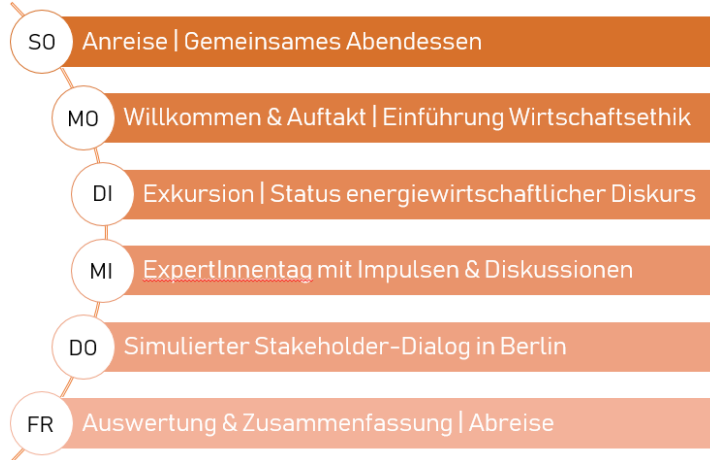 SO Anreise | Gemeinsames Abendessen
MO Willkommen & Auftakt | Einführung Wirtschaftsethik
DI Exkursion | Status energiewirtschaftlicher Diskurs
MI ExpertInnentag mit Impulsen & Diskussionen
DO Simulierter Stakeholder-Dialog in Berlin
FR Auswertung & Zusammenfassung | Abreise